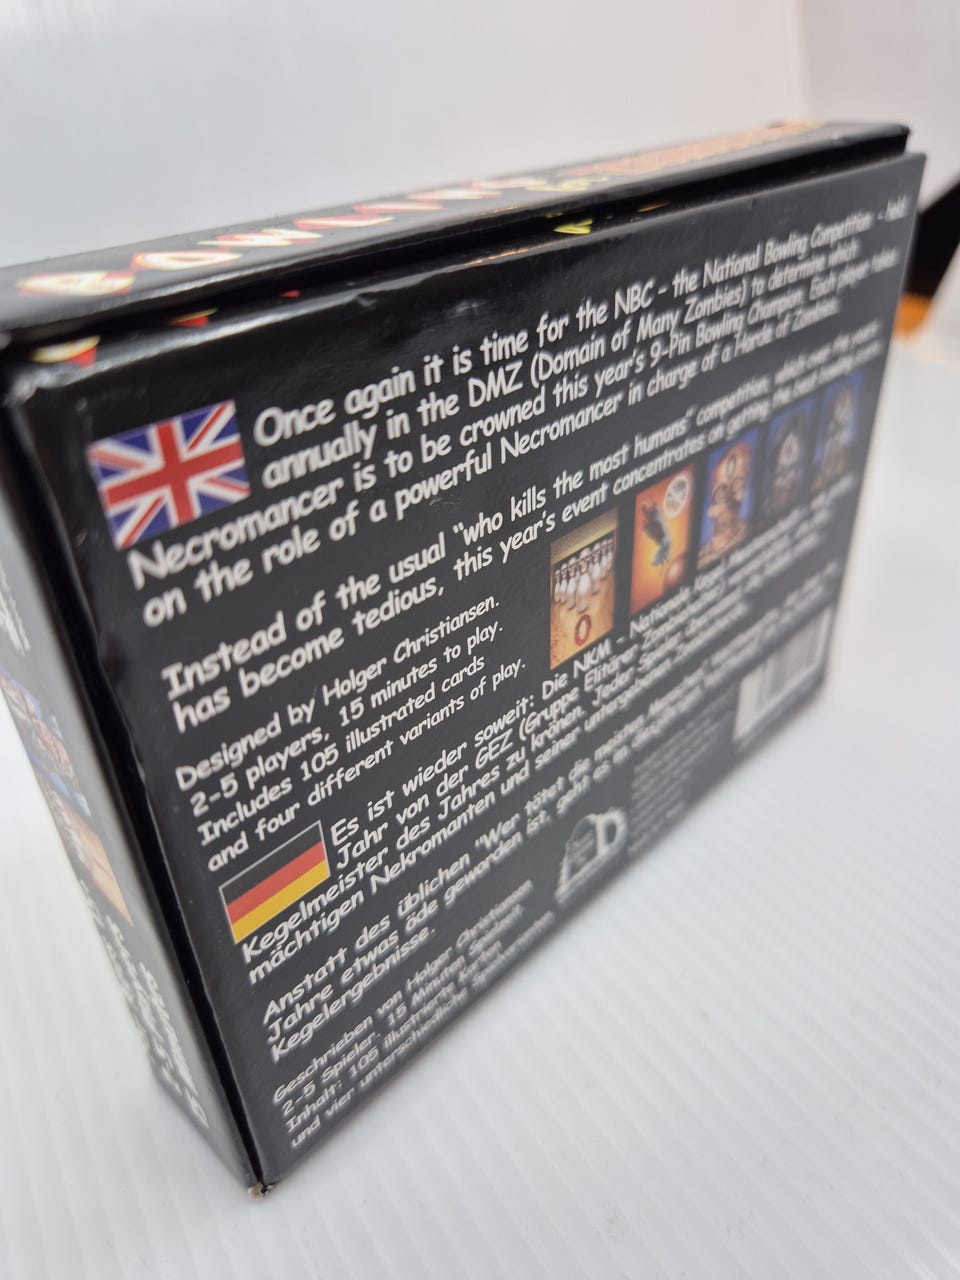 BOWLING
Once again it is time for the NBC - the National Bowling Competition - held
annually in the DMZ (Domain of Many Zombies) to determine which
Necromancer is to be crowned this year's 9-Pin Bowling Champion. Each player takes
on the role of a powerful Necromancer in charge of a Horde of Zombies.
Instead of the usual "who kills the most humans" competition, which over the years
has become tedious, this year's event concentrates on getting the best bowling score.
Designed by Holger Christiansen.
2-5 players, 15 minutes to play.
Includes 105 illustrated cards
and four different variants of play.
Es ist wieder soweit: Die NKM - Nationale Kegel
Jahr von der GEZ (Gruppe Elitärer Zombieführer)
Kegelmeister des Jahres zu krönen. Jeder Spieler
mächtigen Nekromanten und seiner untergebenen
Anstatt des üblichen "Wer tötet die meisten Menschen"
Jahre etwas öde geworden ist, geht es in diesjährigen
Kegelergebnisse.
Geschrieben von Holger Christiansen
2-5 Spieler. 15 Minuten Spielzeit.
Inhalt: 105 illustrierte Karten
und vier unterschiedliche Spielvarianten.